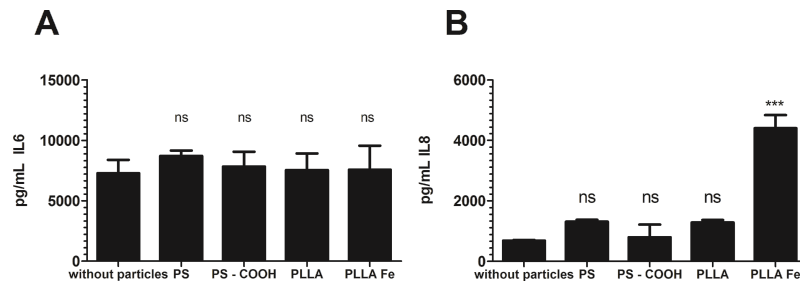 A
B
pg/mL IL6
15000
10000
5000
0
ns
ns
ns
ns
without particles
PS
PS - COOH
PLLA
PLLA Fe
pg/mL IL8
6000
4000
2000
0
ns
ns
ns
***
without particles
PS
PS - COOH
PLLA
PLLA Fe